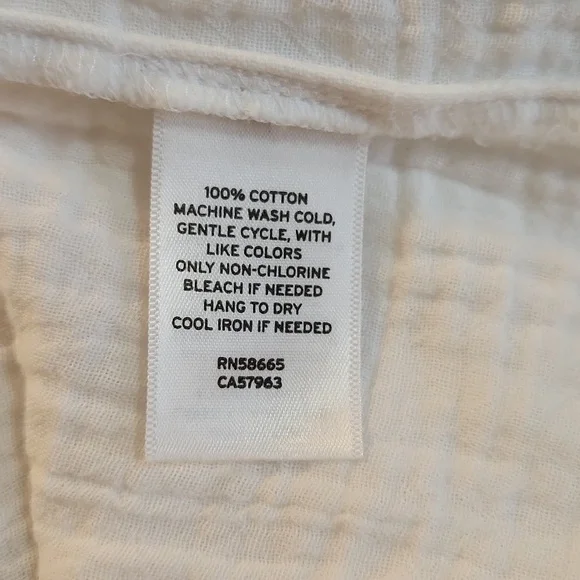 100% COTTON
MACHINE WASH COLD,
GENTLE CYCLE, WITH
LIKE COLORS
ONLY NON-CHLORINE
BLEACH IF NEEDED
HANG TO DRY
COOL IRON IF NEEDED
RN58665
CA57963